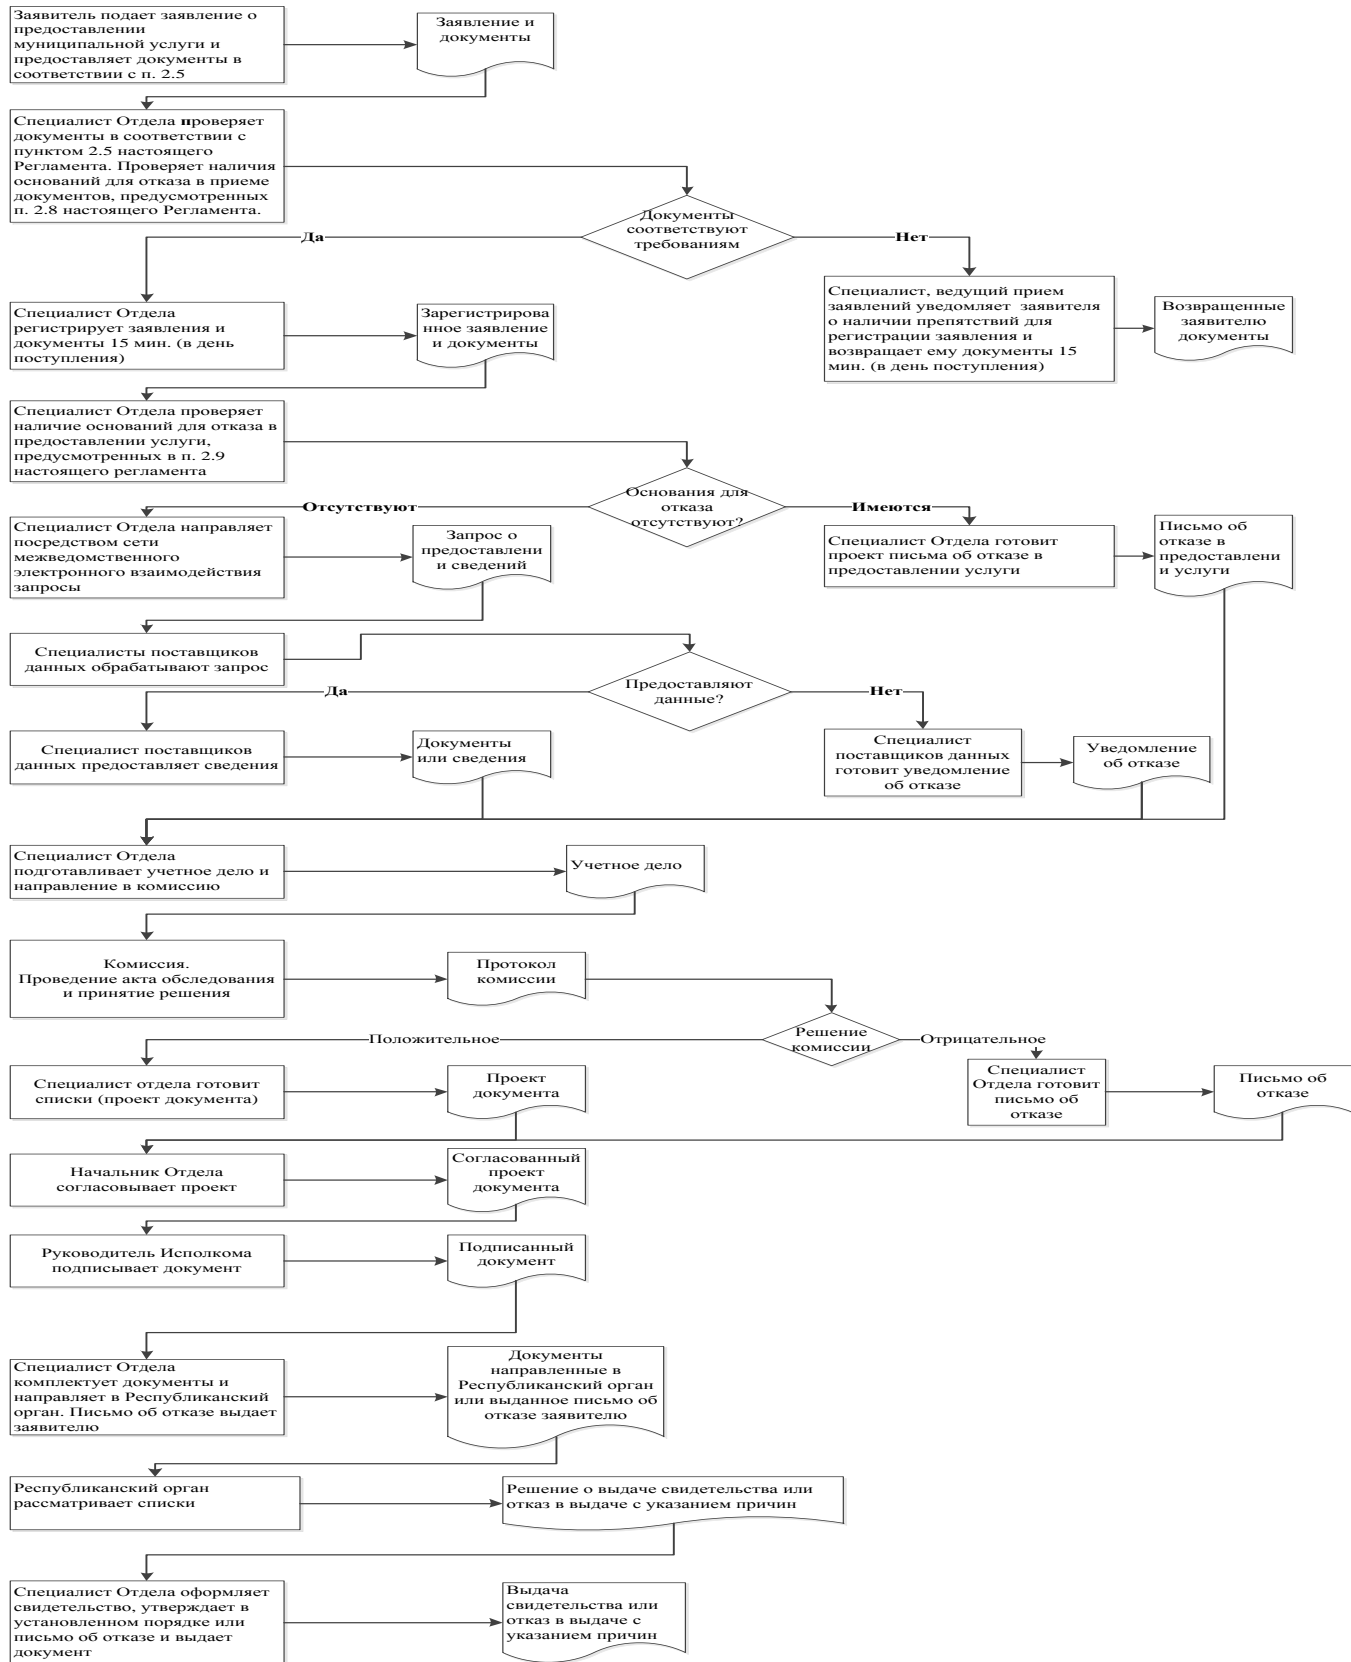 Заявитель подает заявление о
предоставлении
муниципальной услуги и
предоставляет документы в
соответствии с п. 2.5
Заявление и
документы
Специалист Отдела проверяет
документы в соответствии с
пунктом 2.5 настоящего
Регламента. Проверяет наличия
оснований для отказа в приеме
документов, предусмотренных
п. 2.8 настоящего Регламента.
Документы
соответствуют
требованиям
Да
Нет
Специалист Отдела
регистрирует заявления и
документы 15 мин. (в день
поступления)
Зарегистрирова
нное заявление
и документы
Специалист, ведущий прием
заявлений уведомляет заявителя
о наличии препятствий для
регистрации заявления и
возвращает ему документы 15
мин. (в день поступления)
Возвращенные
заявителю
документы
Специалист Отдела проверяет
наличие оснований для отказа в
предоставлении услуги,
предусмотренных в п. 2.9
настоящего регламента
Основания для
отказа
отсутствуют?
Отсутствуют
Имеются
Специалист Отдела направляет
посредством сети
межведомственного
электронного взаимодействия
запросы
Запрос о
предоставлени
и сведений
Специалист Отдела готовит
проект письма об отказе в
предоставлении услуги
Письмо об
отказе в
предоставлени
и услуги
Специалисты поставщиков
данных обрабатывают запрос
Предоставляют
данные?
Да
Нет
Специалист поставщиков
данных предоставляет сведения
Документы
или сведения
Специалист
поставщиков данных
готовит уведомление
об отказе
Уведомление
об отказе
Специалист Отдела
подготавливает учетное дело и
направление в комиссию
Учетное дело
Комиссия.
Проведение акта обследования
и принятие решения
Протокол
комиссии
Решение
комиссии
Положительное
Отрицательное
Специалист отдела готовит
списки (проект документа)
Проект
документа
Специалист
Отдела готовит
письмо об
отказе
Письмо об
отказе
Начальник Отдела
согласовывает проект
Согласованный
проект
документа
Руководитель Исполкома
подписывает документ
Подписанный
документ
Специалист Отдела
комплектует документы и
направляет в Республиканский
орган. Письмо об отказе выдает
заявителю
Документы
направленные в
Республиканский орган
или выданное письмо об
отказе заявителю
Республиканский орган
рассматривает списки
Решение о выдаче свидетельства или
отказ в выдаче с указанием причин
Специалист Отдела оформляет
свидетельство, утверждает в
установленном порядке или
письмо об отказе и выдает
документ
Выдача
свидетельства или
отказ в выдаче с
указанием причин